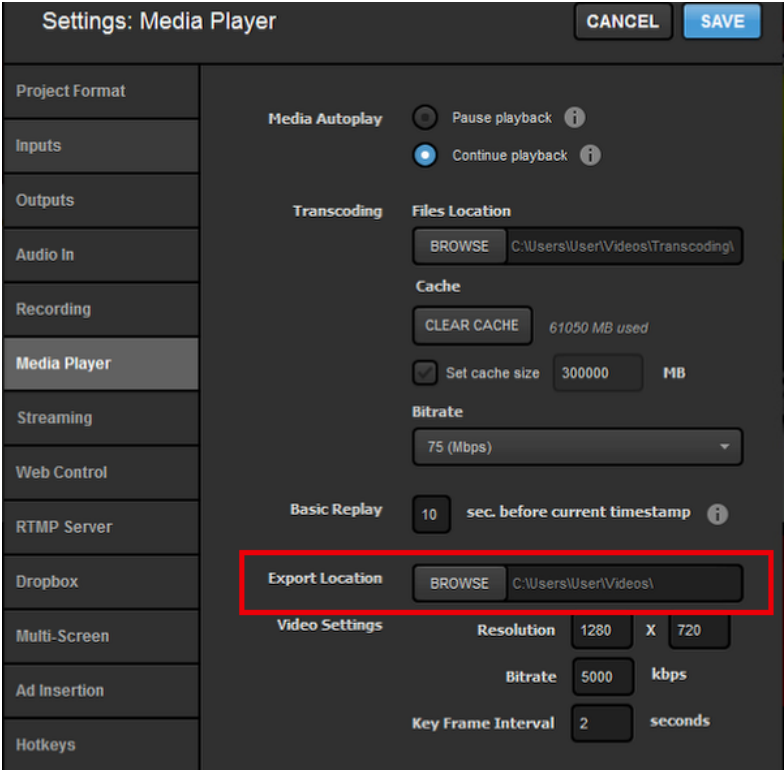 Settings: Media Player
CANCEL
SAVE
Project Format
Inputs
Outputs
Audio In
Recording
Media Player
Streaming
Web Control
RTMP Server
Dropbox
Multi-Screen
Ad Insertion
Hotkeys
Media Autoplay
Pause playback
Continue playback
Transcoding
Files Location
BROWSE C:\Users\User\Videos\Transcoding\
Cache
CLEAR CACHE 61050 MB used
Set cache size 300000 MB
Bitrate
75 (Mbps)
Basic Replay 10 sec. before current timestamp
Export Location BROWSE C:\Users\User\Videos\
Video Settings Resolution 1280 X 720
Bitrate 5000 kbps
Key Frame Interval 2 seconds